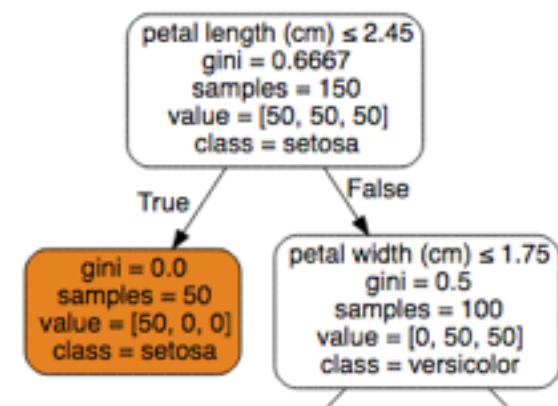 petal length (cm) ≤ 2.45
gini = 0.6667
samples = 150
value = [50, 50, 50]
class = setosa
True
False
gini = 0.0
samples = 50
value = [50, 0, 0]
class = setosa
petal width (cm) ≤ 1.75
gini = 0.5
samples = 100
value = [0, 50, 50]
class = versicolor